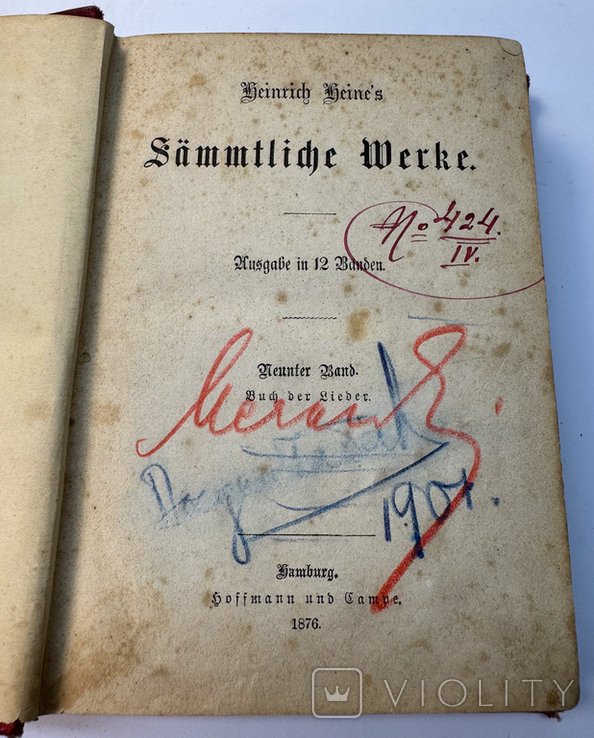 Heinrich Heine's
Sämmtliche Werke.
No 424.
IV.
Ausgabe in 12 Bänden.
Neunter Band.
Buch der Lieder.
1901.
Hamburg.
Hoffmann und Campe.
1876.
VIOLITY